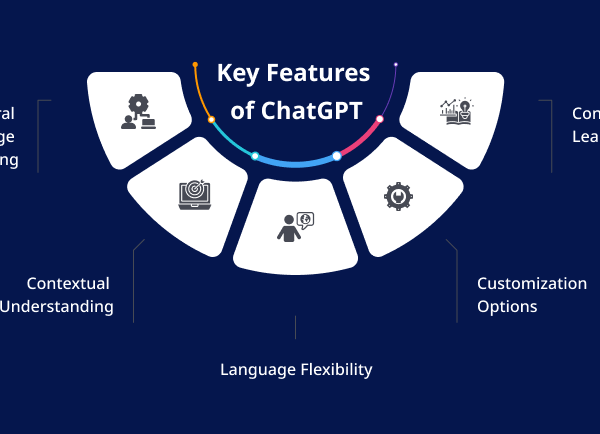 Key Features
of ChatGPT
ral
ge
ng
Contextual
Understanding
Language Flexibility
Customization
Options
Con
Lea